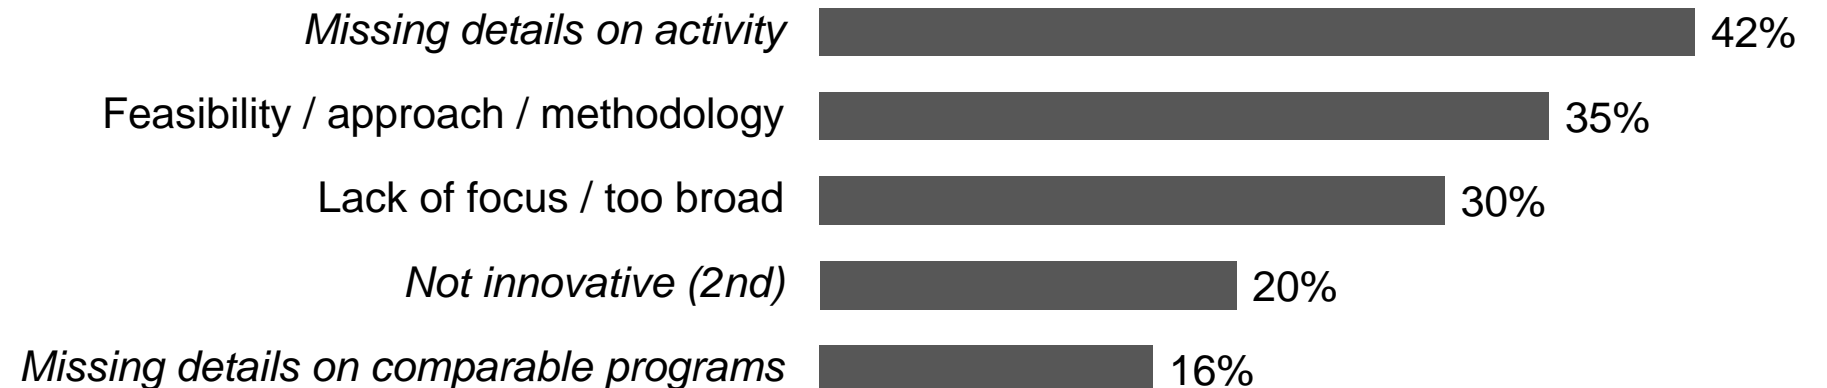 Missing details on activity 42%
Feasibility / approach / methodology 35%
Lack of focus / too broad 30%
Not innovative (2nd) 20%
Missing details on comparable programs 16%